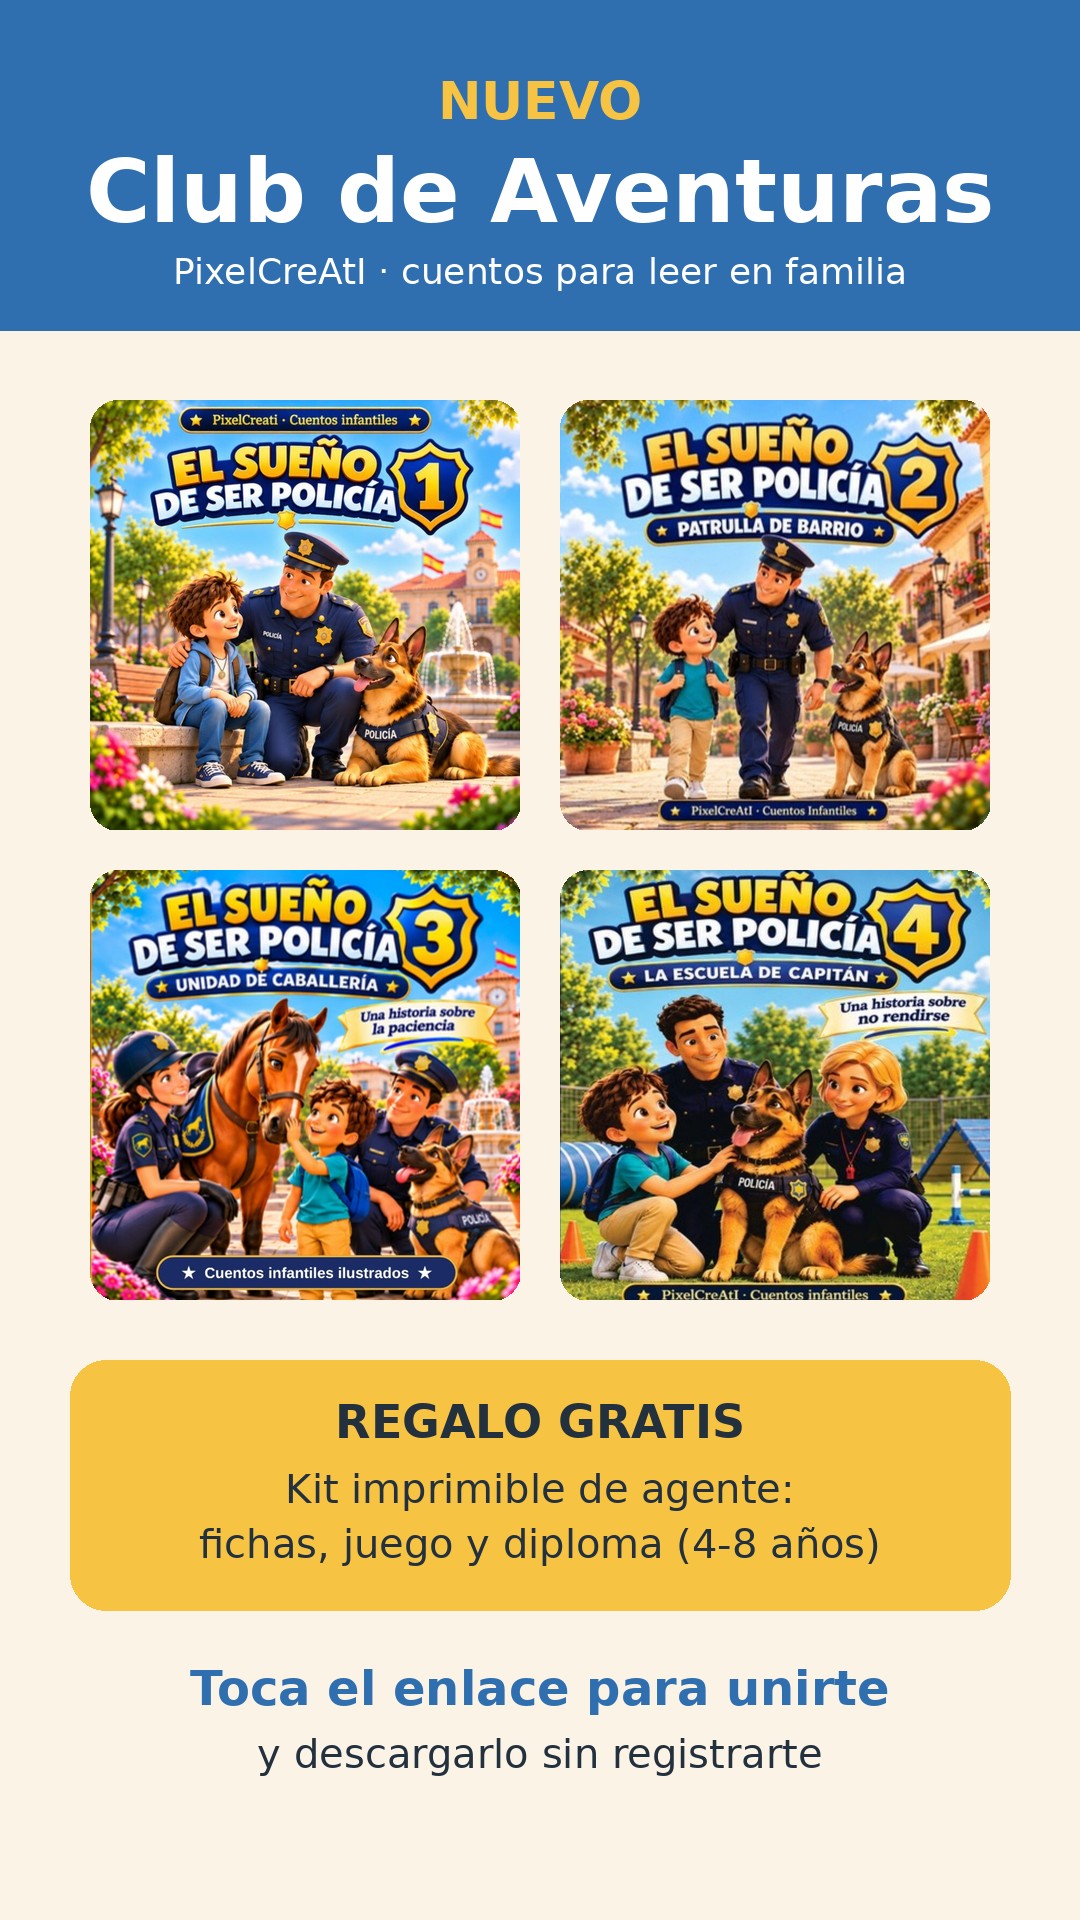 NUEVO
Club de Aventuras
PixelCreAtI · cuentos para leer en familia
★ PixelCreati · Cuentos infantiles ★
EL SUEÑO
DE SER POLICÍA
1
POLICÍA
POLICÍA
EL SUEÑO
DE SER POLICÍA
2
★ PATRULLA DE BARRIO ★
POLICÍA
★ PixelCreAtI · Cuentos Infantiles ★
EL SUEÑO
DE SER POLICÍA
3
★ UNIDAD DE CABALLERÍA ★
Una historia sobre
la paciencia
POLICÍA
★ Cuentos infantiles ilustrados ★
EL SUEÑO
DE SER POLICÍA
4
★ LA ESCUELA DE CAPITÁN ★
Una historia sobre
no rendirse
POLICÍA
★ PixelCreAtI · Cuentos infantiles ★
REGALO GRATIS
Kit imprimible de agente:
fichas, juego y diploma (4-8 años)
Toca el enlace para unirte
y descargarlo sin registrarte